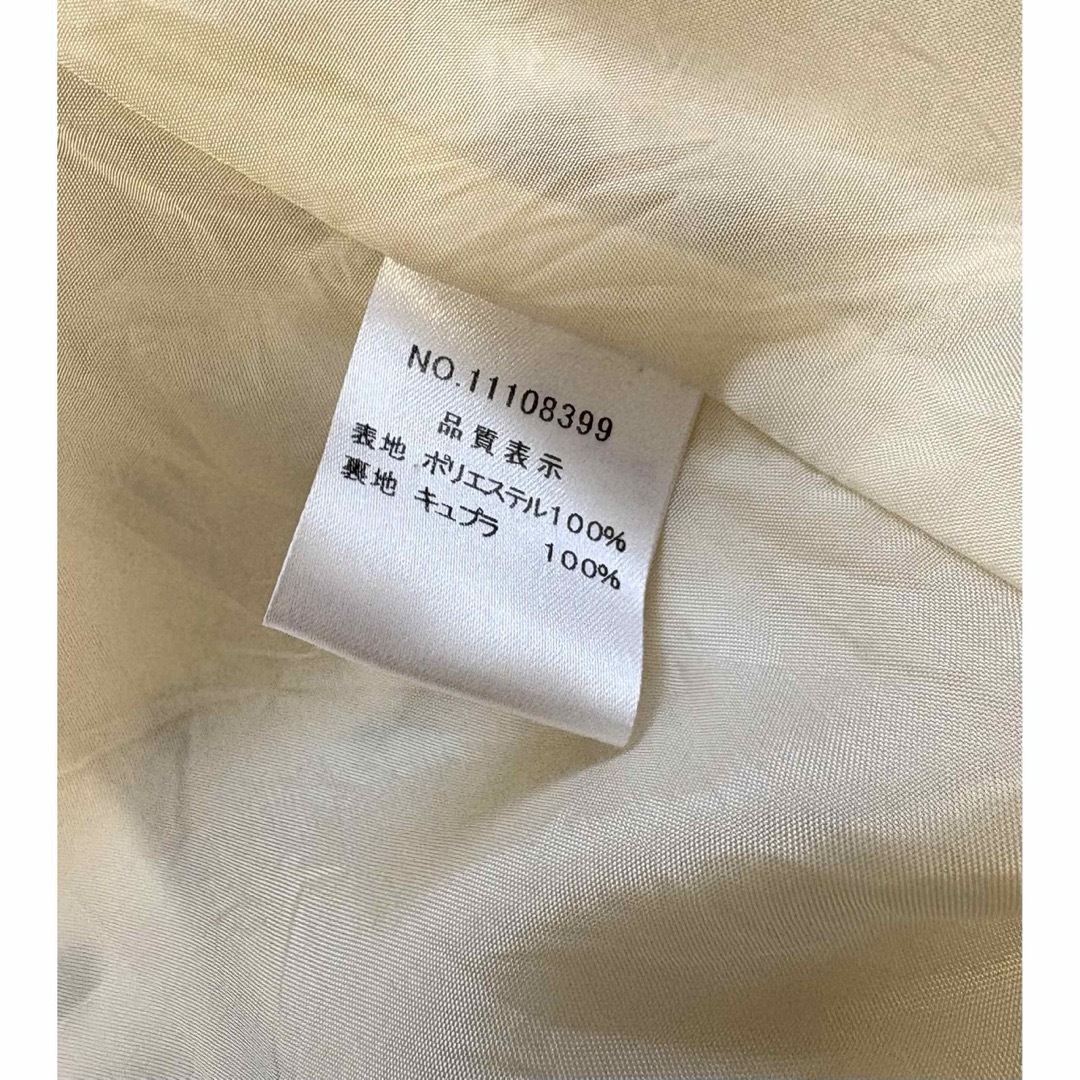 NO.11108399
品質表示
表地 ポリエステル100%
裏地 キュプラ 100%